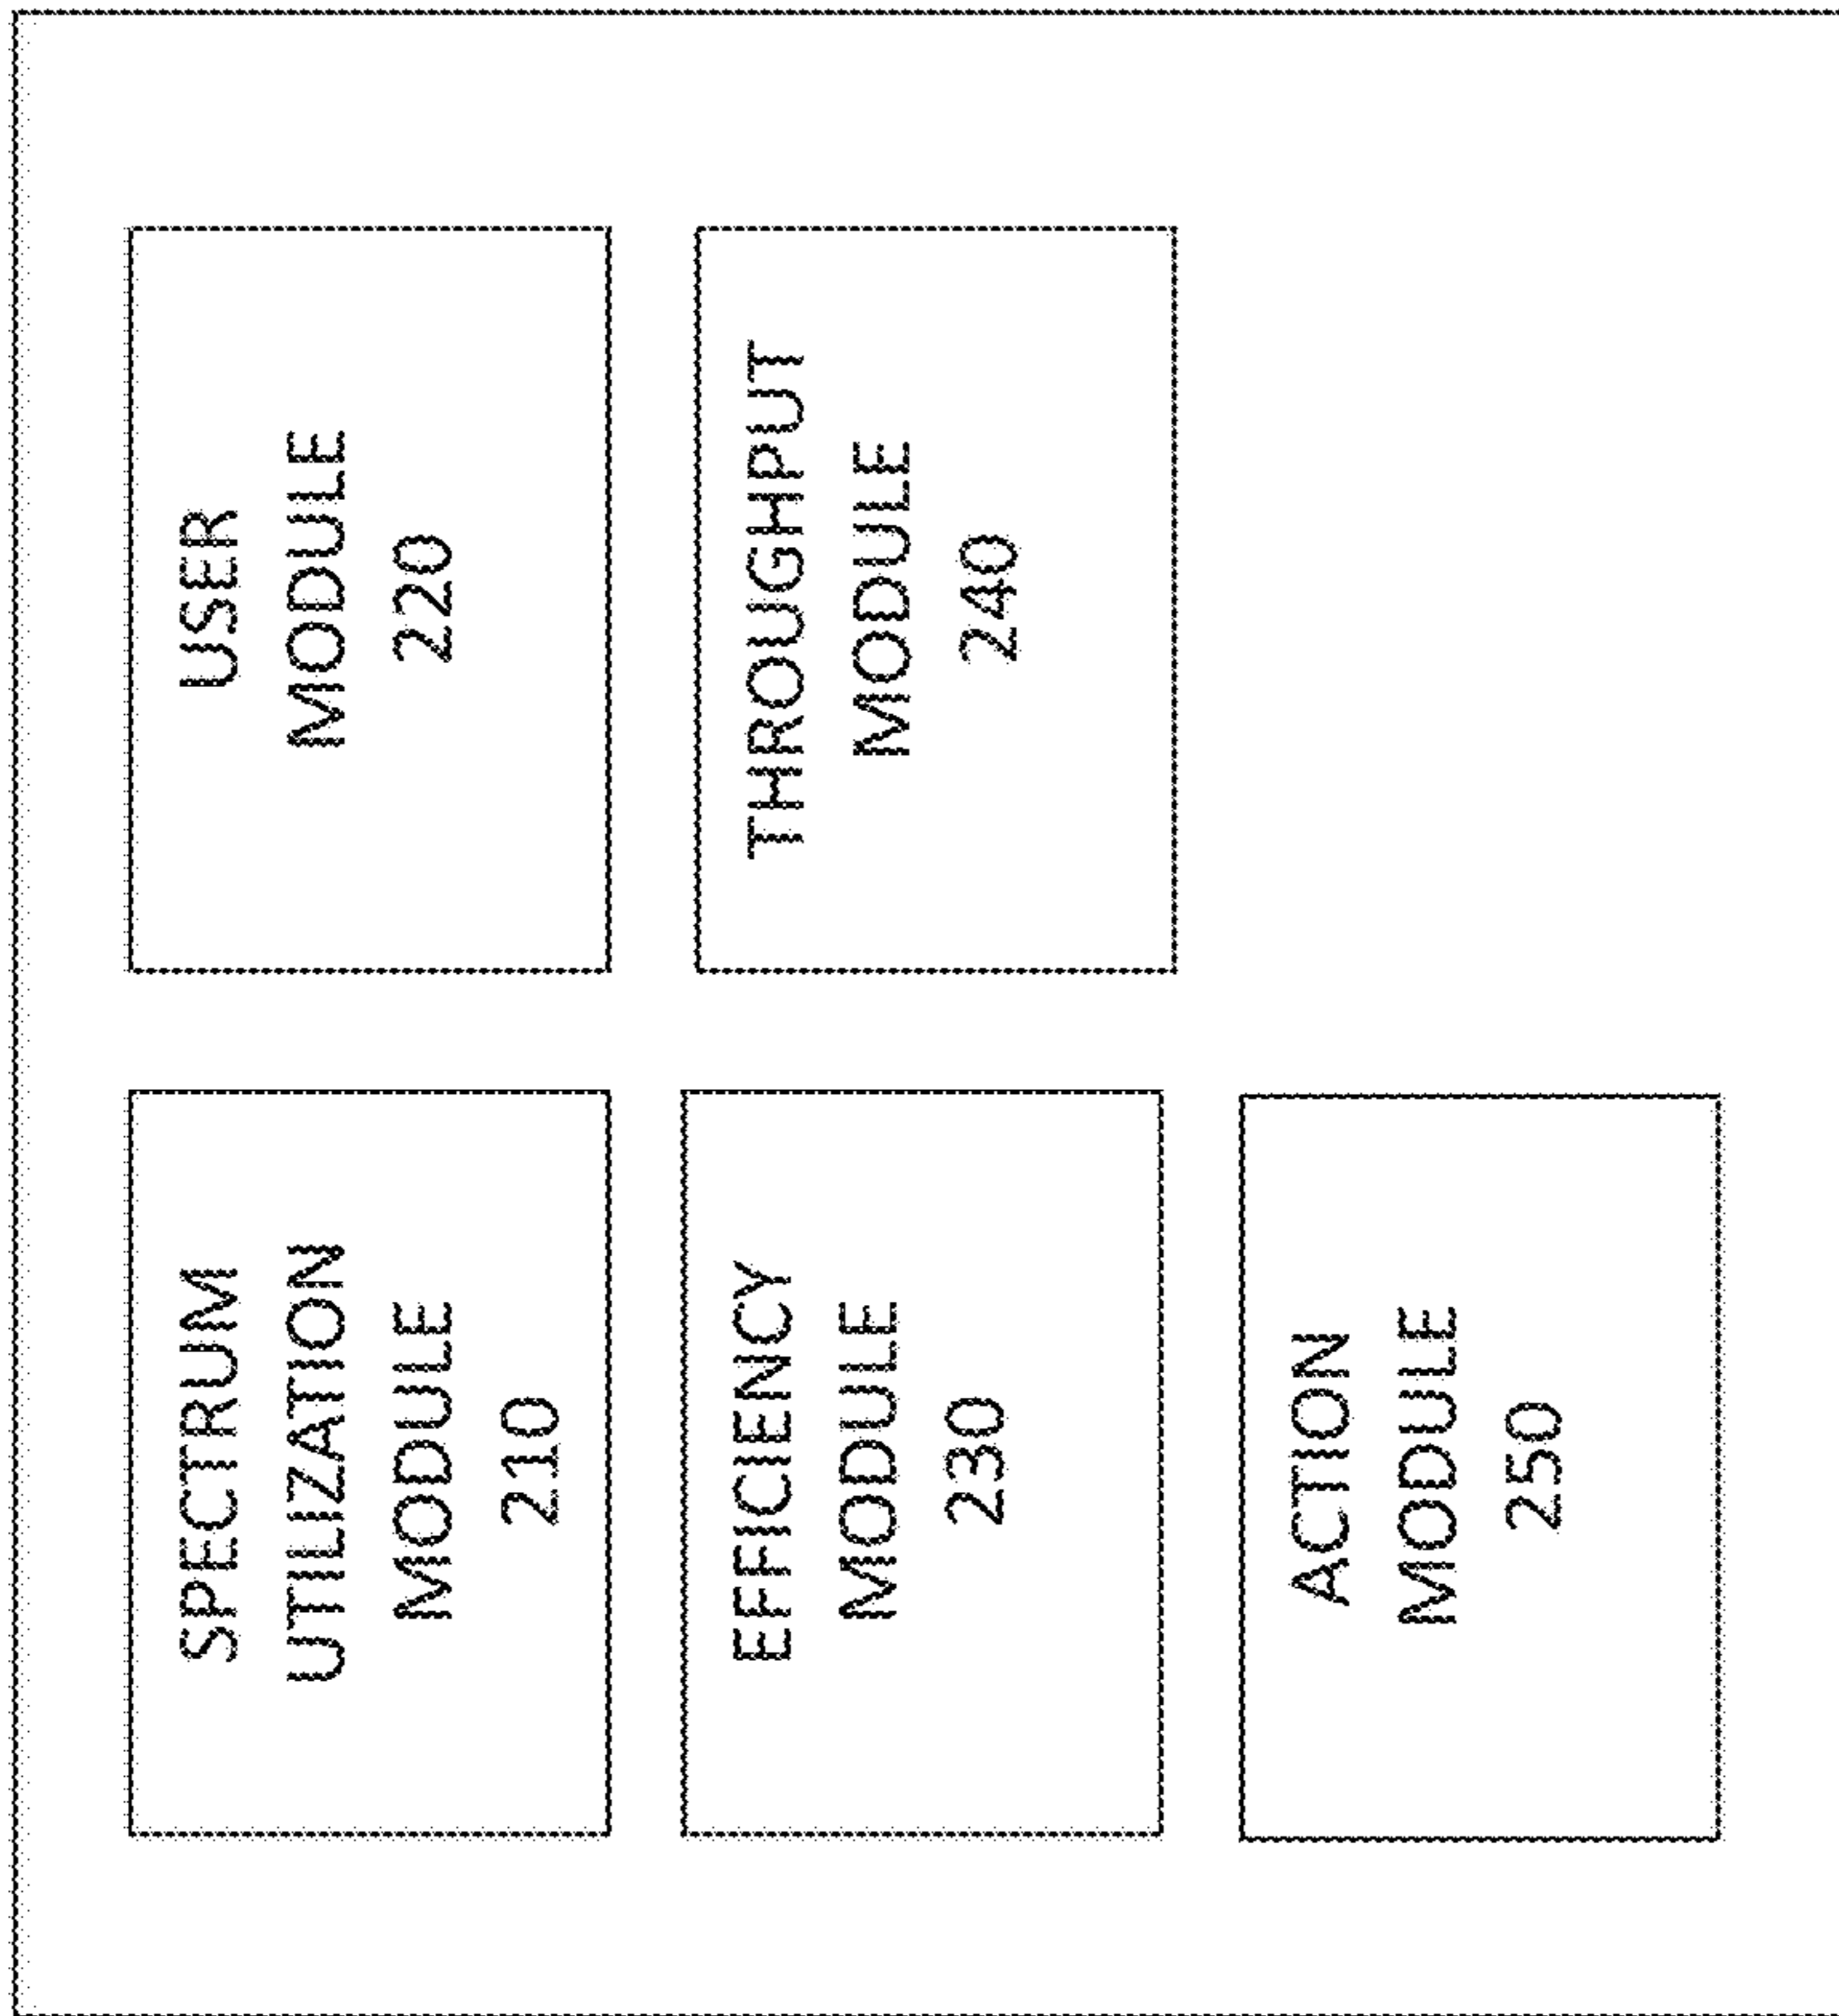 SPECTRUM
UTILIZATION
MODULE
210
USER
MODULE
220
EFFICIENCY
MODULE
230
THROUGHPUT
MODULE
240
ACTION
MODULE
250